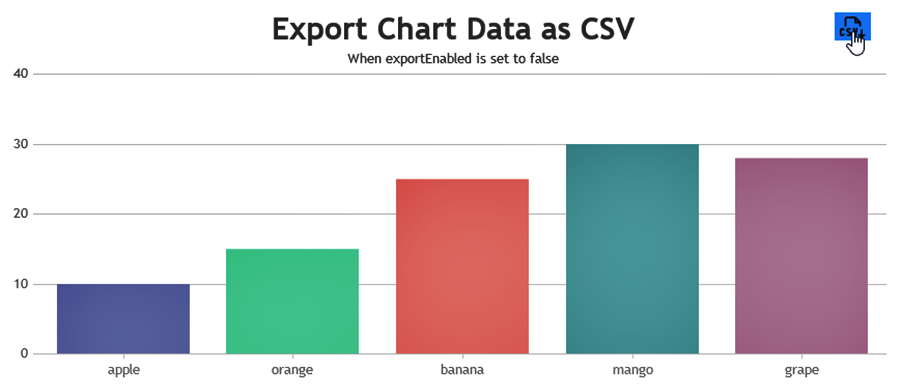 Export Chart Data as CSV
CSV
When exportEnabled is set to false
40
30
20
10
0
apple orange banana mango grape